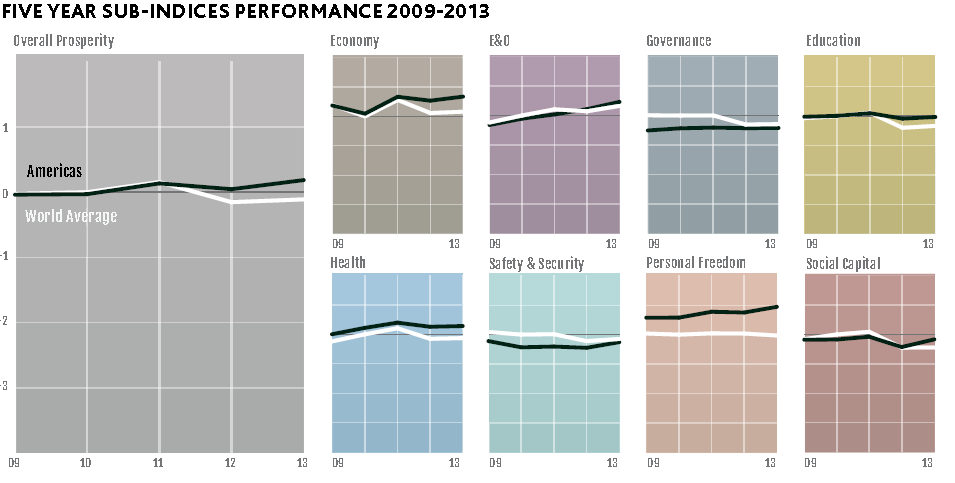 FIVE YEAR SUB-INDICES PERFORMANCE 2009-2013
Overall Prosperity
Economy
E&O
Governance
Education
1
Americas
0
World Average
-1
-2
-3
09 10 11 12 13
09 13
09 13
09 13
09 13
Health
Safety & Security
Personal Freedom
Social Capital
09 13
09 13
09 13
09 13